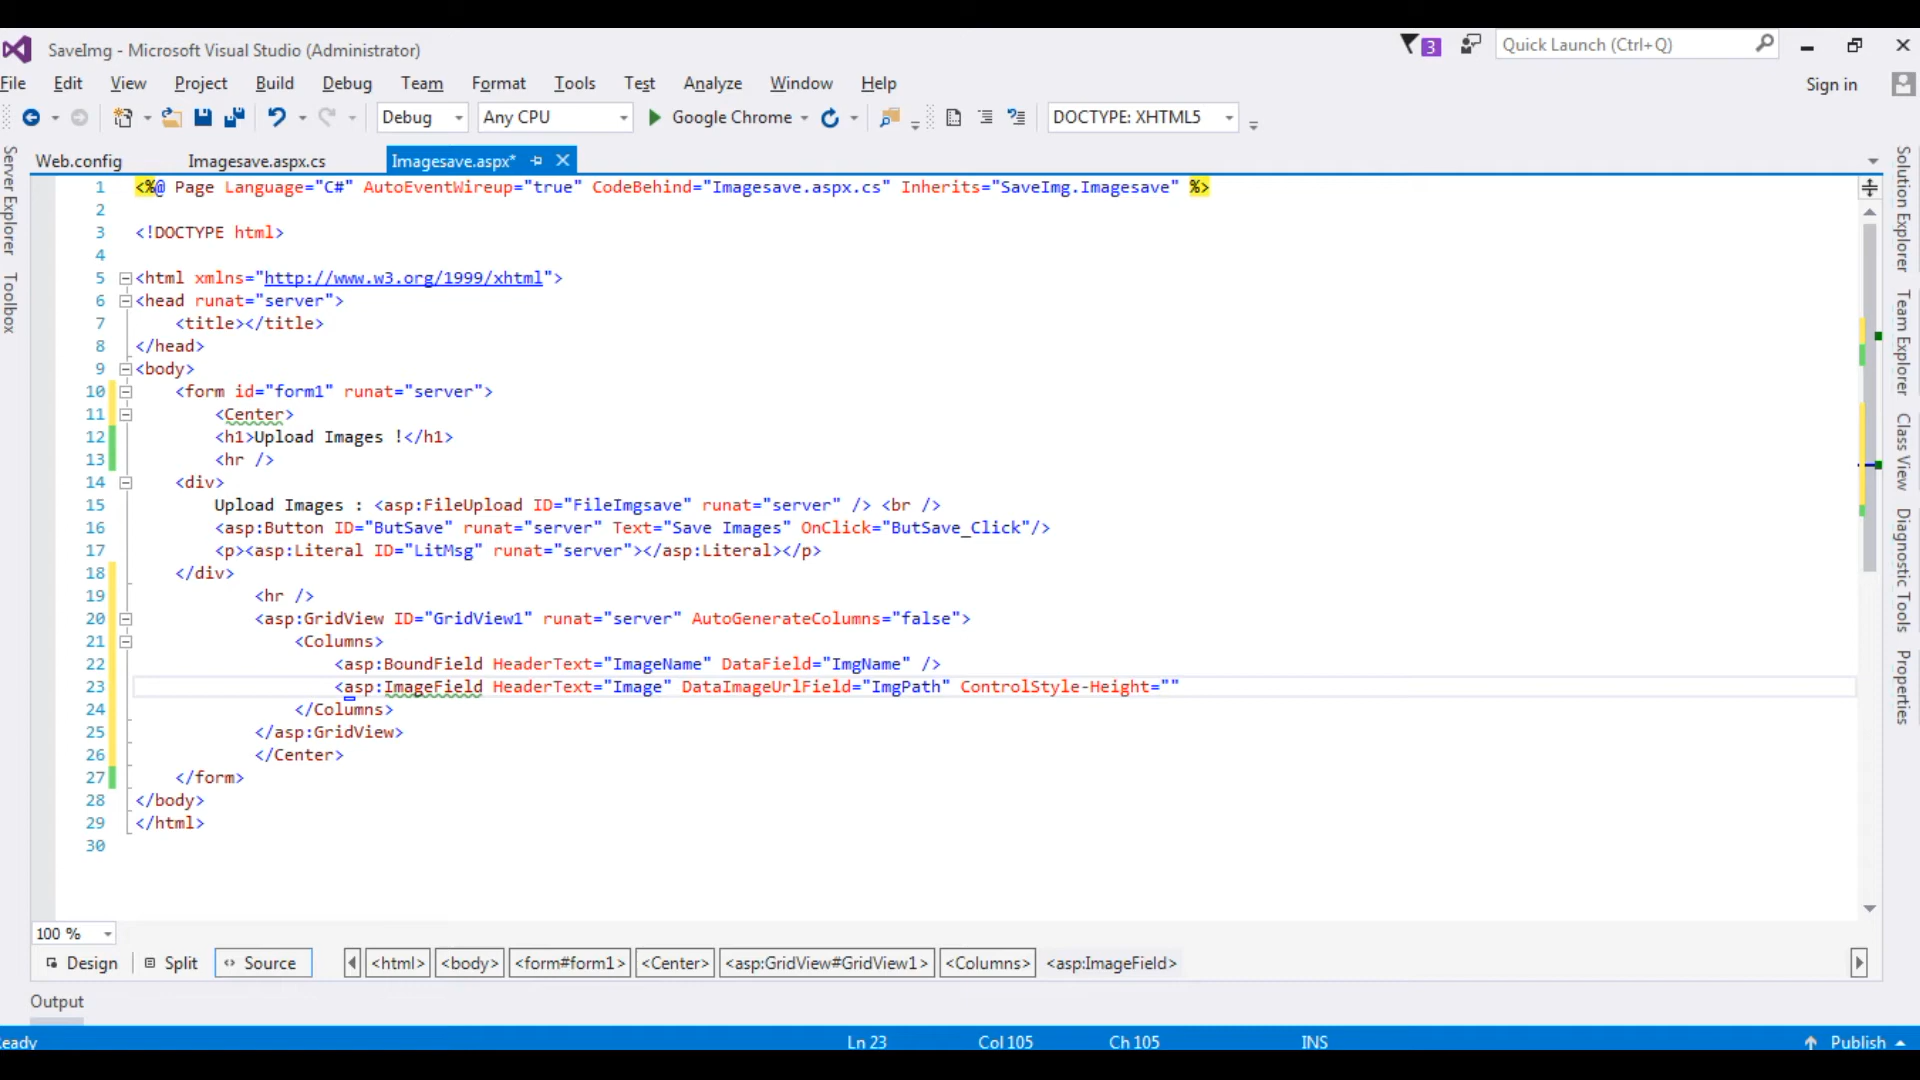 SaveImg - Microsoft Visual Studio (Administrator)
3
Quick Launch (Ctrl+Q)
File Edit View Project Build Debug Team Format Tools Test Analyze Window Help
Sign in
Debug Any CPU Google Chrome DOCTYPE: XHTML5
Web.config Imagesave.aspx.cs Imagesave.aspx*
Server Explorer
Toolbox
1 <%@ Page Language="C#" AutoEventWireup="true" CodeBehind="Imagesave.aspx.cs" Inherits="SaveImg.Imagesave" %>
2
3 <!DOCTYPE html>
4
5 <html xmlns="http://www.w3.org/1999/xhtml">
6 <head runat="server">
7 <title></title>
8 </head>
9 <body>
10 <form id="form1" runat="server">
11 <Center>
12 <h1>Upload Images !</h1>
13 <hr />
14 <div>
15 Upload Images : <asp:FileUpload ID="FileImgsave" runat="server" /> <br />
16 <asp:Button ID="ButSave" runat="server" Text="Save Images" OnClick="ButSave_Click"/>
17 <p><asp:Literal ID="LitMsg" runat="server"></asp:Literal></p>
18 </div>
19 <hr />
20 <asp:GridView ID="GridView1" runat="server" AutoGenerateColumns="false">
21 <Columns>
22 <asp:BoundField HeaderText="ImageName" DataField="ImgName" />
23 <asp:ImageField HeaderText="Image" DataImageUrlField="ImgPath" ControlStyle-Height=""
24 </Columns>
25 </asp:GridView>
26 </Center>
27 </form>
28 </body>
29 </html>
30
Solution Explorer
Team Explorer
Class View
Diagnostic Tools
Properties
100 %
Design Split Source <html> <body> <form#form1> <Center> <asp:GridView#GridView1> <Columns> <asp:ImageField>
Output
eady Ln 23 Col 105 Ch 105 INS Publish